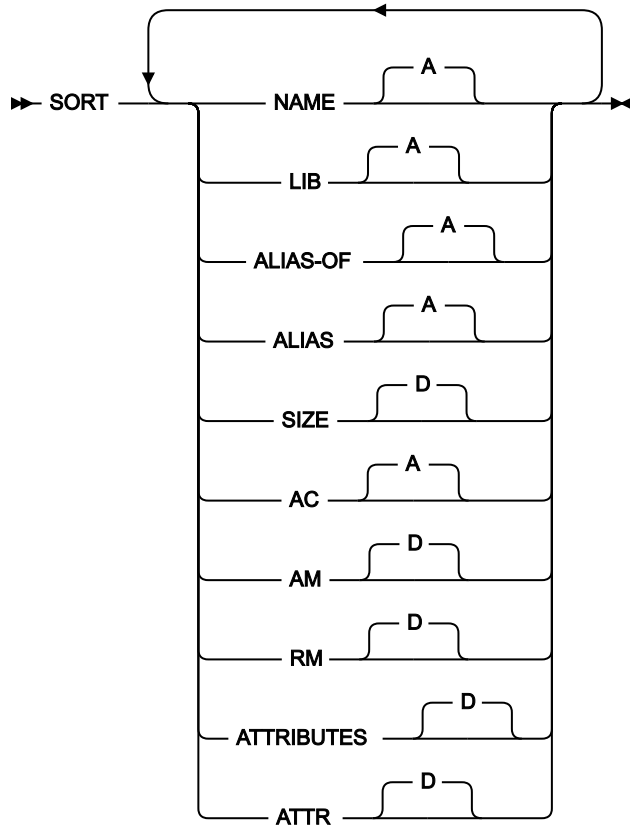 A
SORT NAME
A
LIB
A
ALIAS-OF
A
ALIAS
D
SIZE
A
AC
D
AM
D
RM
D
ATTRIBUTES
D
ATTR